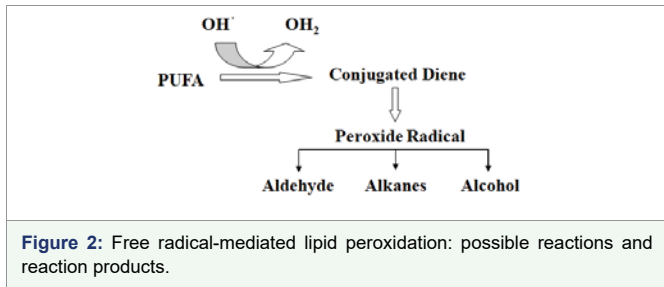 OH˙ OH₂
PUFA Conjugated Diene
Peroxide Radical
Aldehyde Alkanes Alcohol
Figure 2: Free radical-mediated lipid peroxidation: possible reactions and
reaction products.